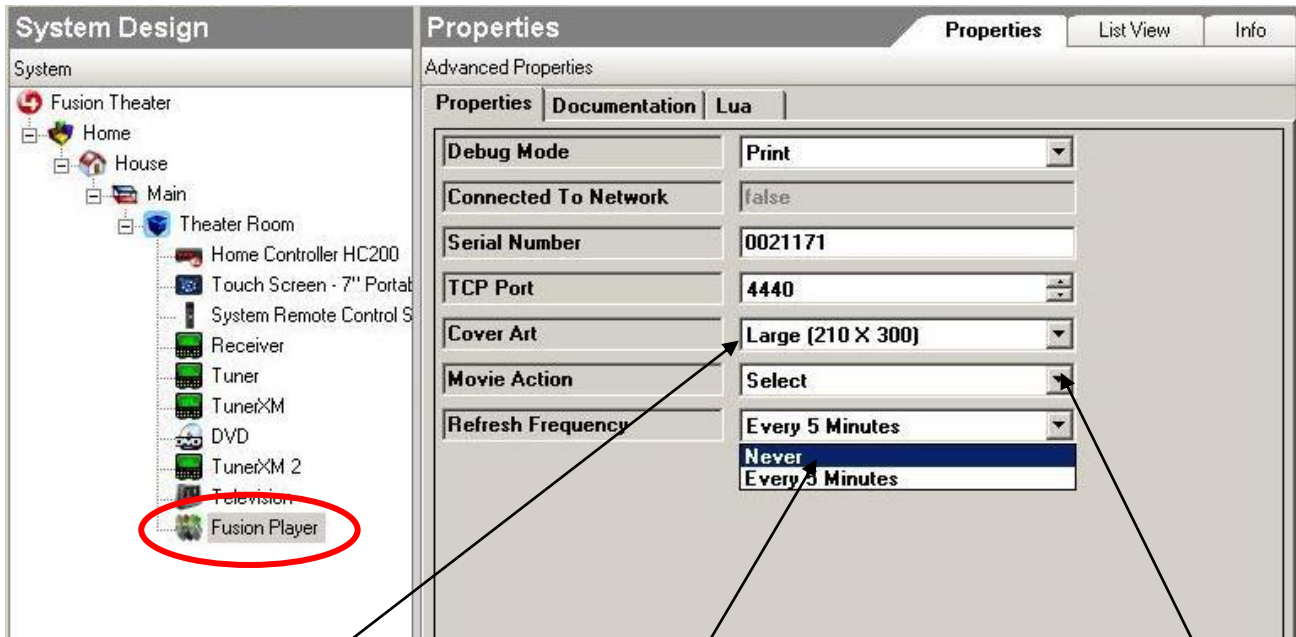 System Design
System
Fusion Theater
Home
House
Main
Theater Room
Home Controller HC200
Touch Screen - 7" Portab
System Remote Control S
Receiver
Tuner
TunerXM
DVD
TunerXM 2
Television
Fusion Player
Properties
Properties
List View
Info
Advanced Properties
Properties
Documentation
Lua
Debug Mode
Print
Connected To Network
false
Serial Number
0021171
TCP Port
4440
Cover Art
Large (210 X 300)
Movie Action
Select
Refresh Frequency
Every 5 Minutes
Never
Every 5 Minutes